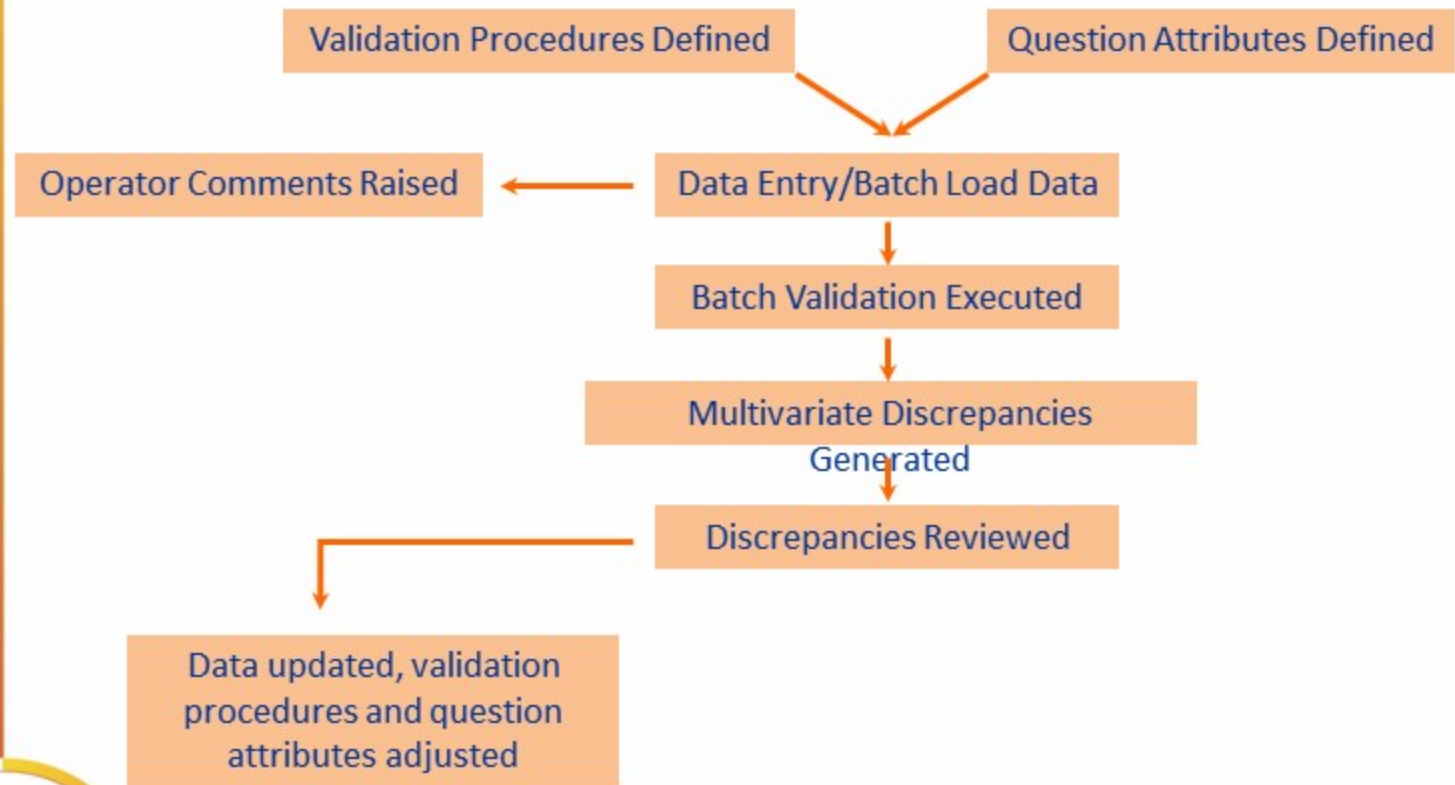 Validation Procedures Defined
Question Attributes Defined
Operator Comments Raised
Data Entry/Batch Load Data
Batch Validation Executed
Multivariate Discrepancies
Generated
Discrepancies Reviewed
Data updated, validation
procedures and question
attributes adjusted